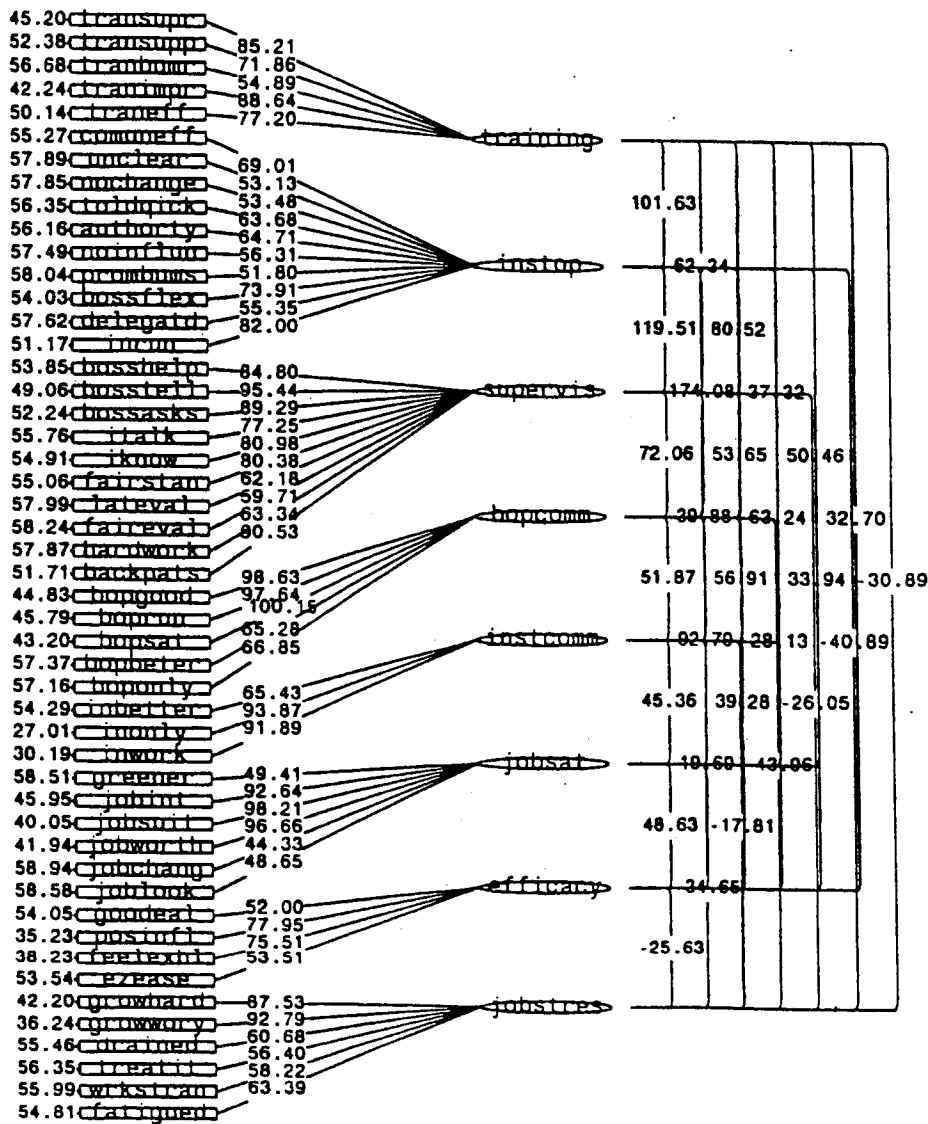 45.20 transupr
52.38 transupp 85.21
56.68 71.86
42.24 tranimpr 54.89
50.14 traneff 88.64
77.20
55.27 comuneff training
57.89 unclear 69.01
57.85 nochange 53.13
56.35 toldqick 53.48 101.63
56.16 authorty 63.68
57.49 noinflun 64.71
58.04 prombums 56.31 instop 62.34
54.03 bossflex 51.80
57.62 delegatd 73.91
51.17 55.35
82.00 119.51 80.52
53.85 bosshelp 84.80
49.06 bosstell 95.44 supervis 174.08 37.32
52.24 bossasks 89.29
55.76 italk 77.25
54.91 iknow 80.98 72.06 53.65 50.46
55.06 fairstan 80.38
57.99 lateval 62.18
58.24 faireval 59.71
57.87 hardwork 63.34 bopcomm 39.88 63.24 32.70
51.71 backpats 80.53
44.83 bopgood 98.63 51.87 56.91 33.94 -30.89
45.79 bopron 97.64
43.20 bopsat 100.15
57.37 bopbeter 65.28 instcomm 92.79 28.13 -40.89
57.16 boponly 66.85
54.29 inbetter 65.43 45.36 39.28 -26.05
27.01 inonly 93.87
30.19 inwork 91.89
58.51 greener 49.41 jobsat 19.69 43.06
45.95 jobint 92.64
40.05 jobsuit 98.21
41.94 jobworth 96.66 48.63 -17.81
58.94 jobchang 44.33
58.58 joblook 48.65
54.05 goodeal 52.00 efficacy 34.65
35.23 posinfl 77.95
38.23 75.51
53.54 ezease 53.51 -25.63
42.20 growhard 87.53
36.24 growwory 92.79 jobstres
55.46 drained 60.68
56.35 treatit 56.40
55.99 wrkstran 58.22
54.81 fatigued 63.39